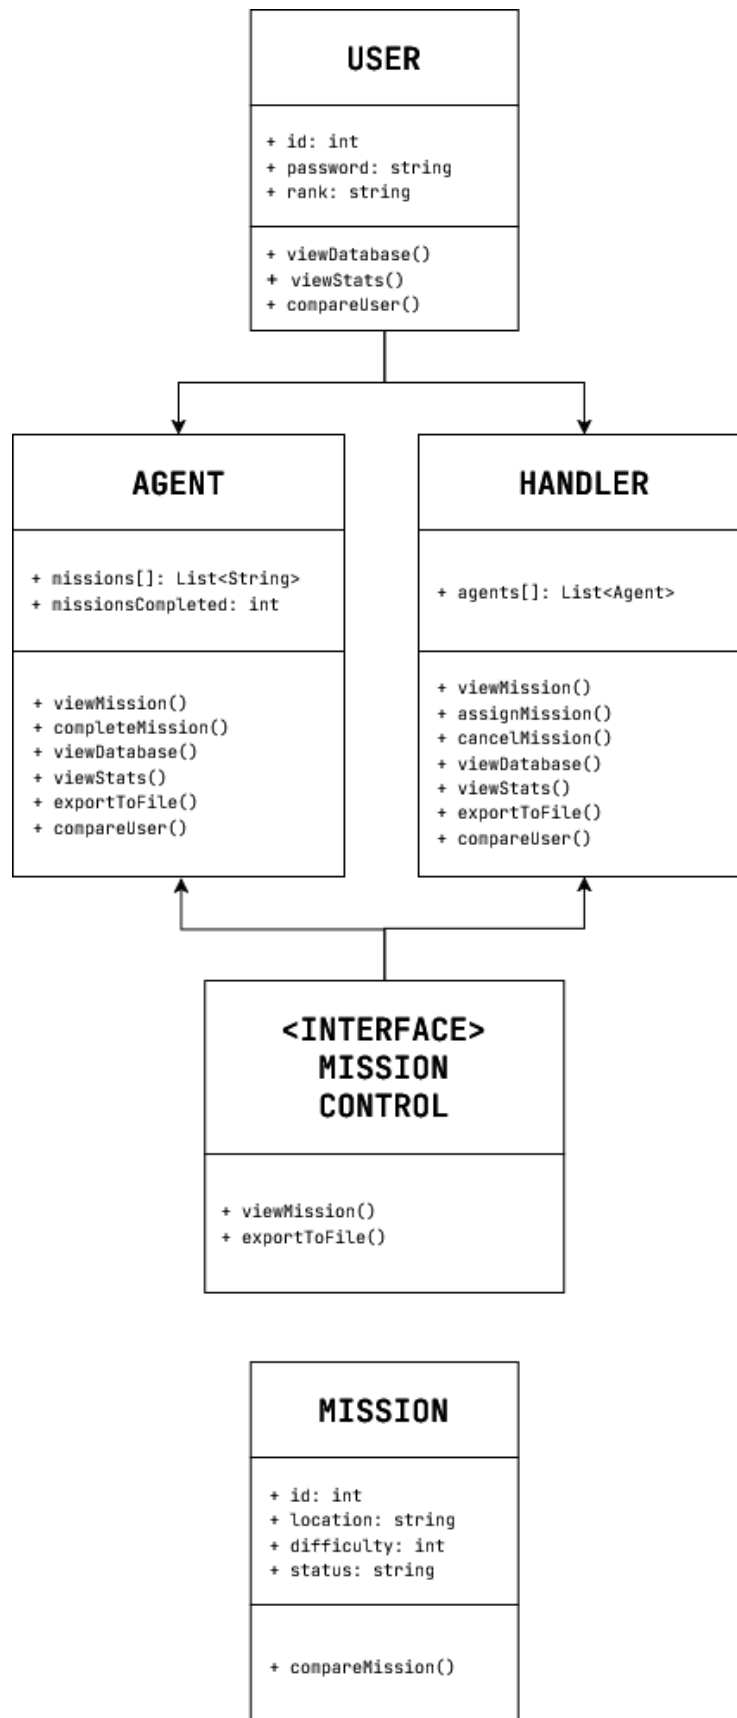 USER
+ id: int
+ password: string
+ rank: string
+ viewDatabase()
+ viewStats()
+ compareUser()
AGENT
+ missions[]: List<String>
+ missionsCompleted: int
+ viewMission()
+ completeMission()
+ viewDatabase()
+ viewStats()
+ exportToFile()
+ compareUser()
HANDLER
+ agents[]: List<Agent>
+ viewMission()
+ assignMission()
+ cancelMission()
+ viewDatabase()
+ viewStats()
+ exportToFile()
+ compareUser()
<INTERFACE>
MISSION
CONTROL
+ viewMission()
+ exportToFile()
MISSION
+ id: int
+ location: string
+ difficulty: int
+ status: string
+ compareMission()